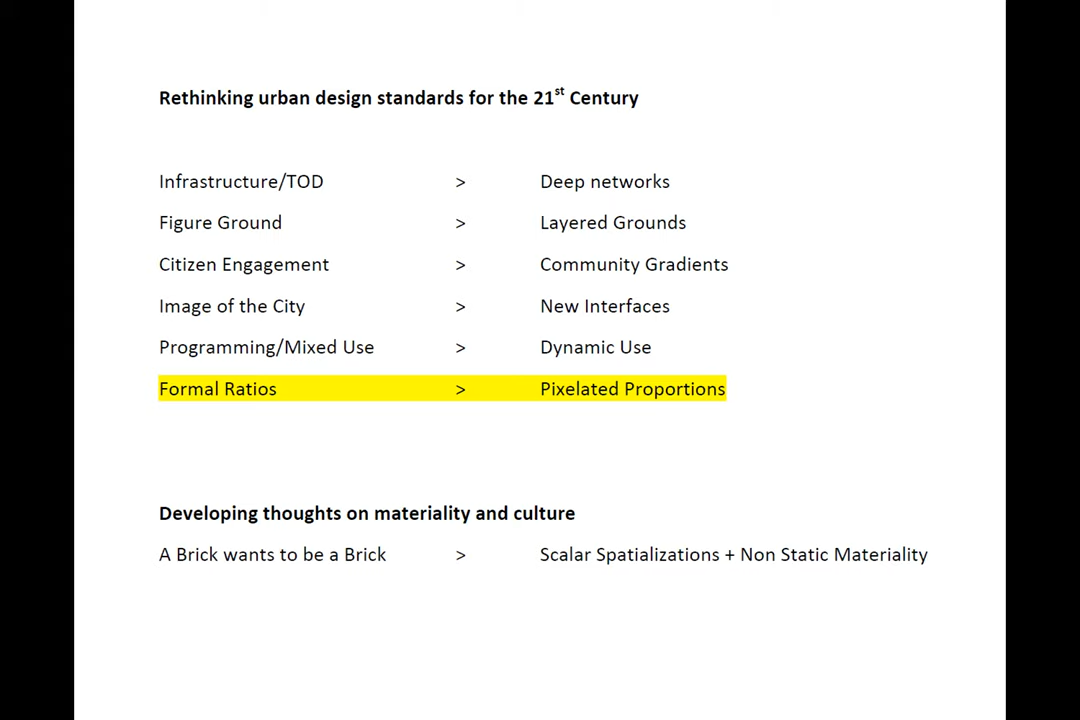 Rethinking urban design standards for the 21st Century
Infrastructure/TOD > Deep networks
Figure Ground > Layered Grounds
Citizen Engagement > Community Gradients
Image of the City > New Interfaces
Programming/Mixed Use > Dynamic Use
Formal Ratios > Pixelated Proportions
Developing thoughts on materiality and culture
A Brick wants to be a Brick > Scalar Spatializations + Non Static Materiality